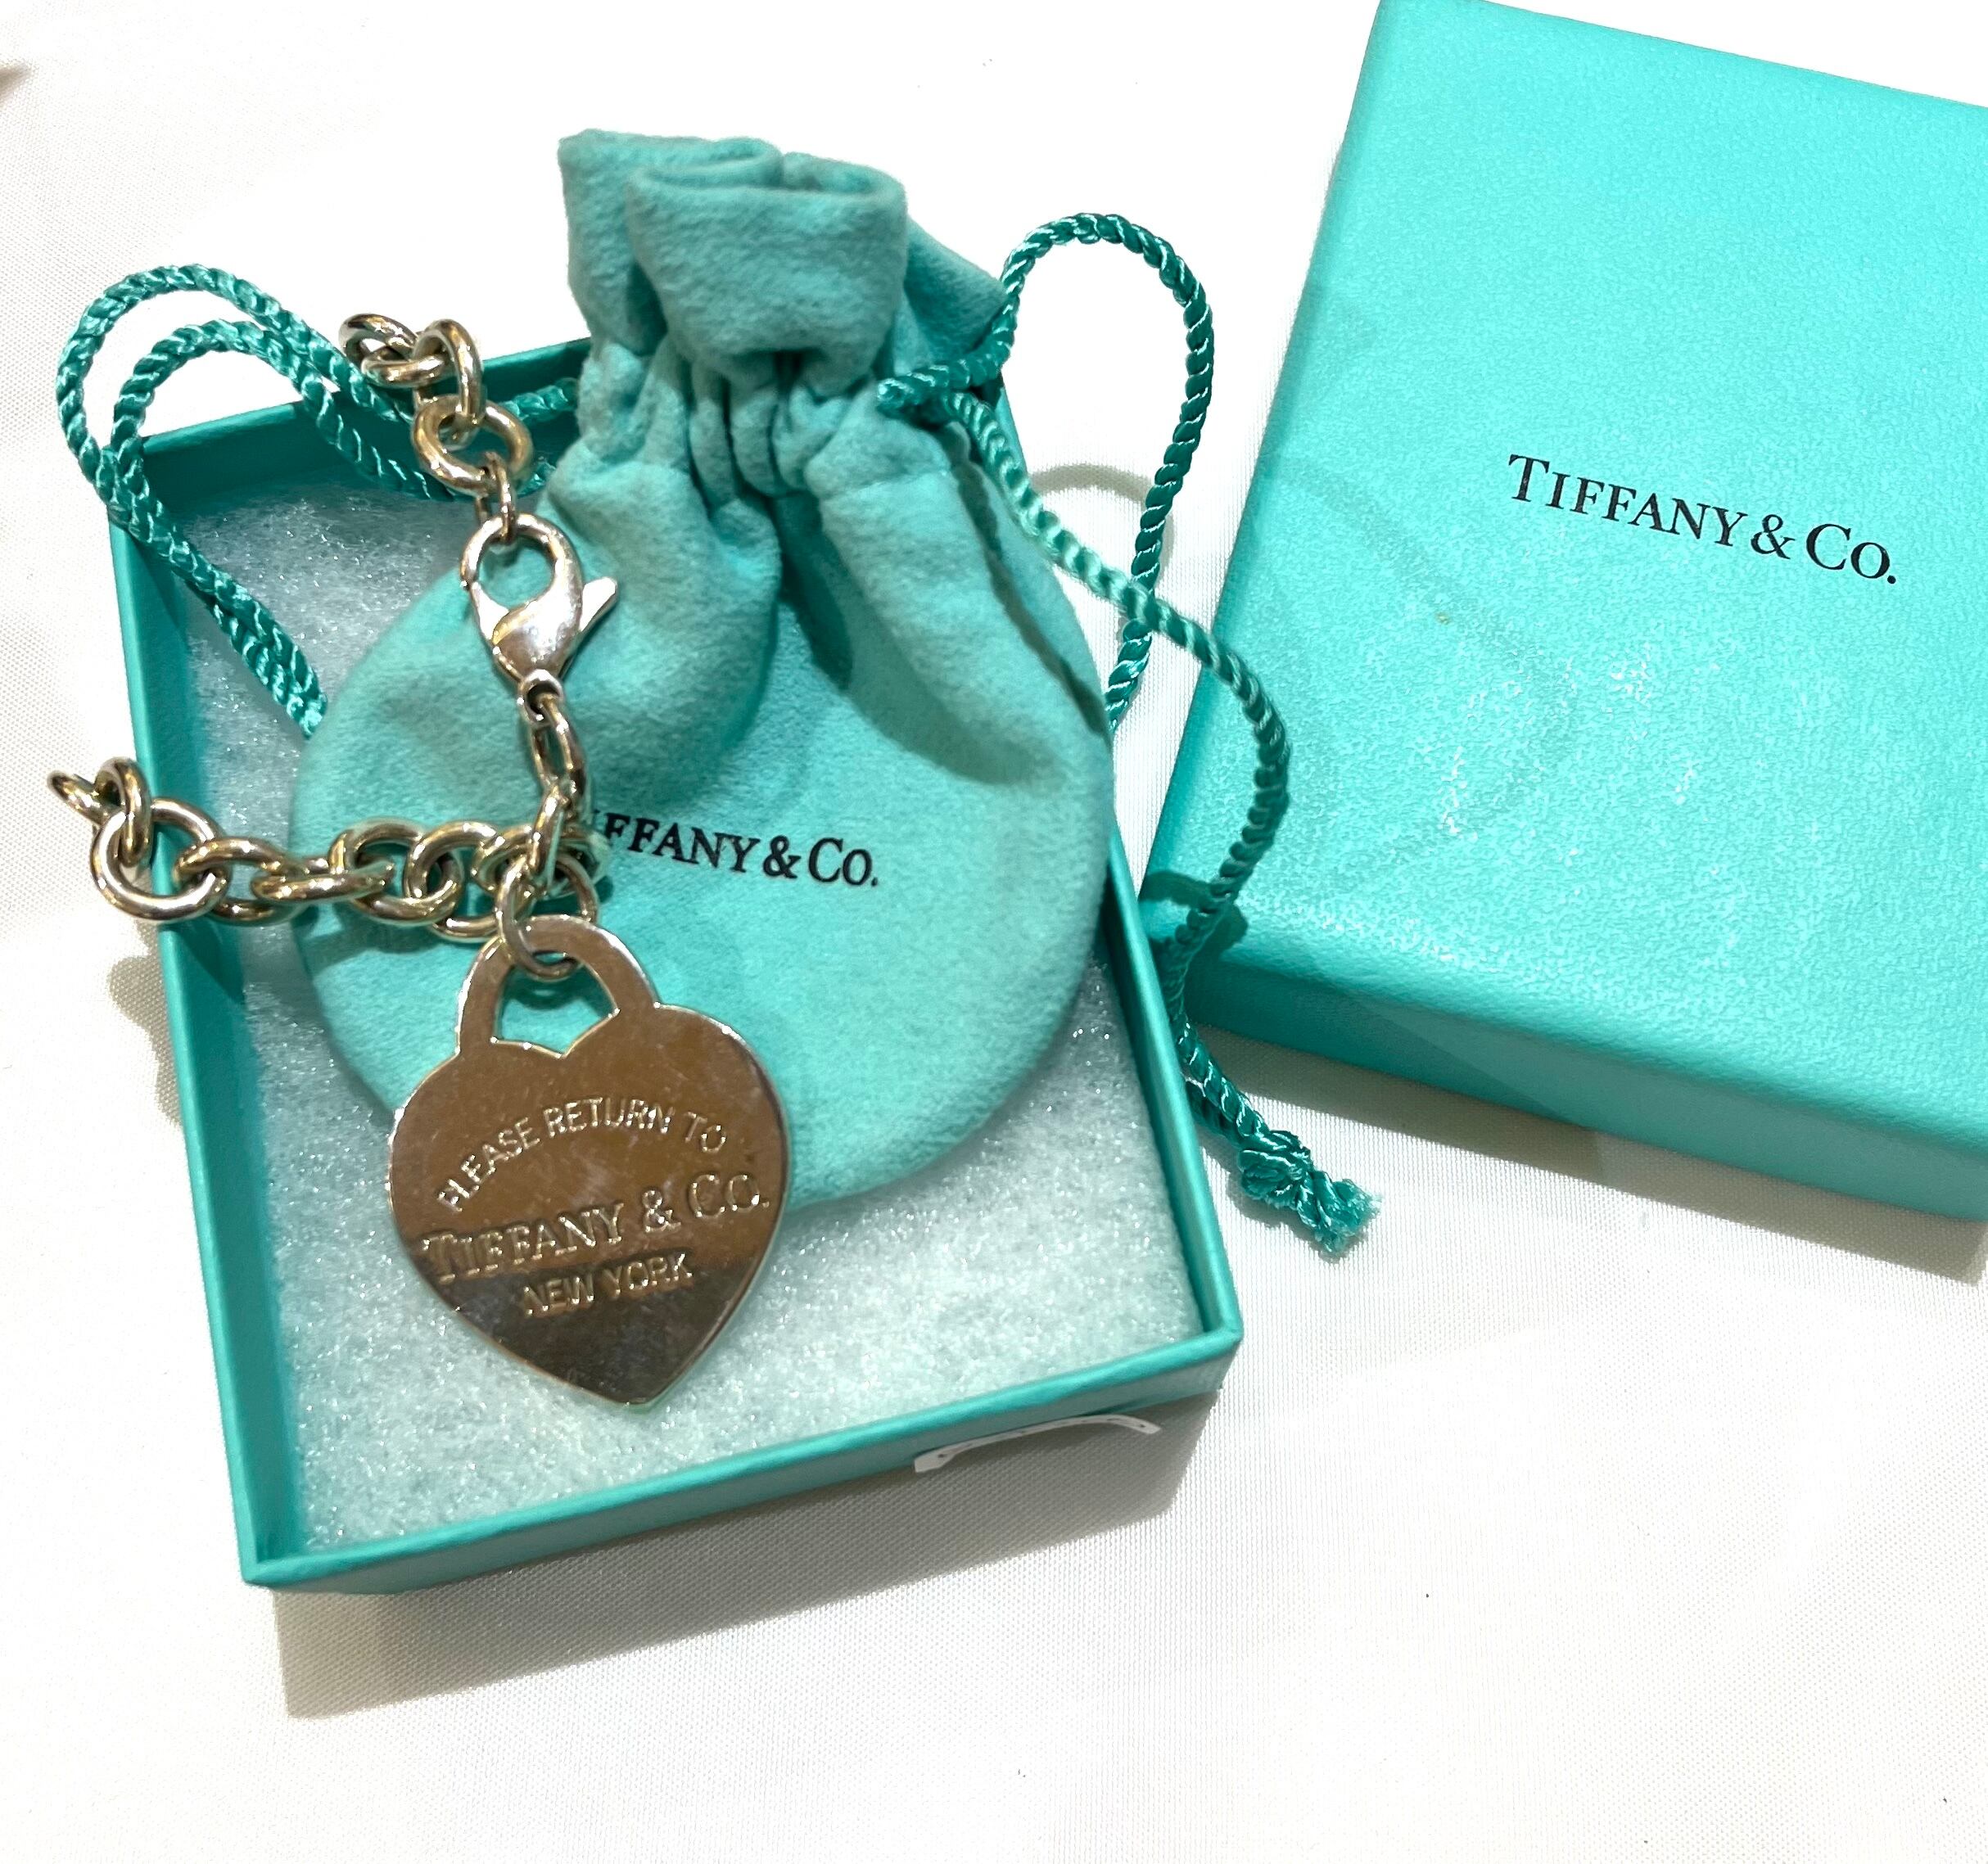 TIFFANY & CO.
IFFANY & CO.
PLEASE RETURN TO
TIFFANY & CO.
NEW YORK